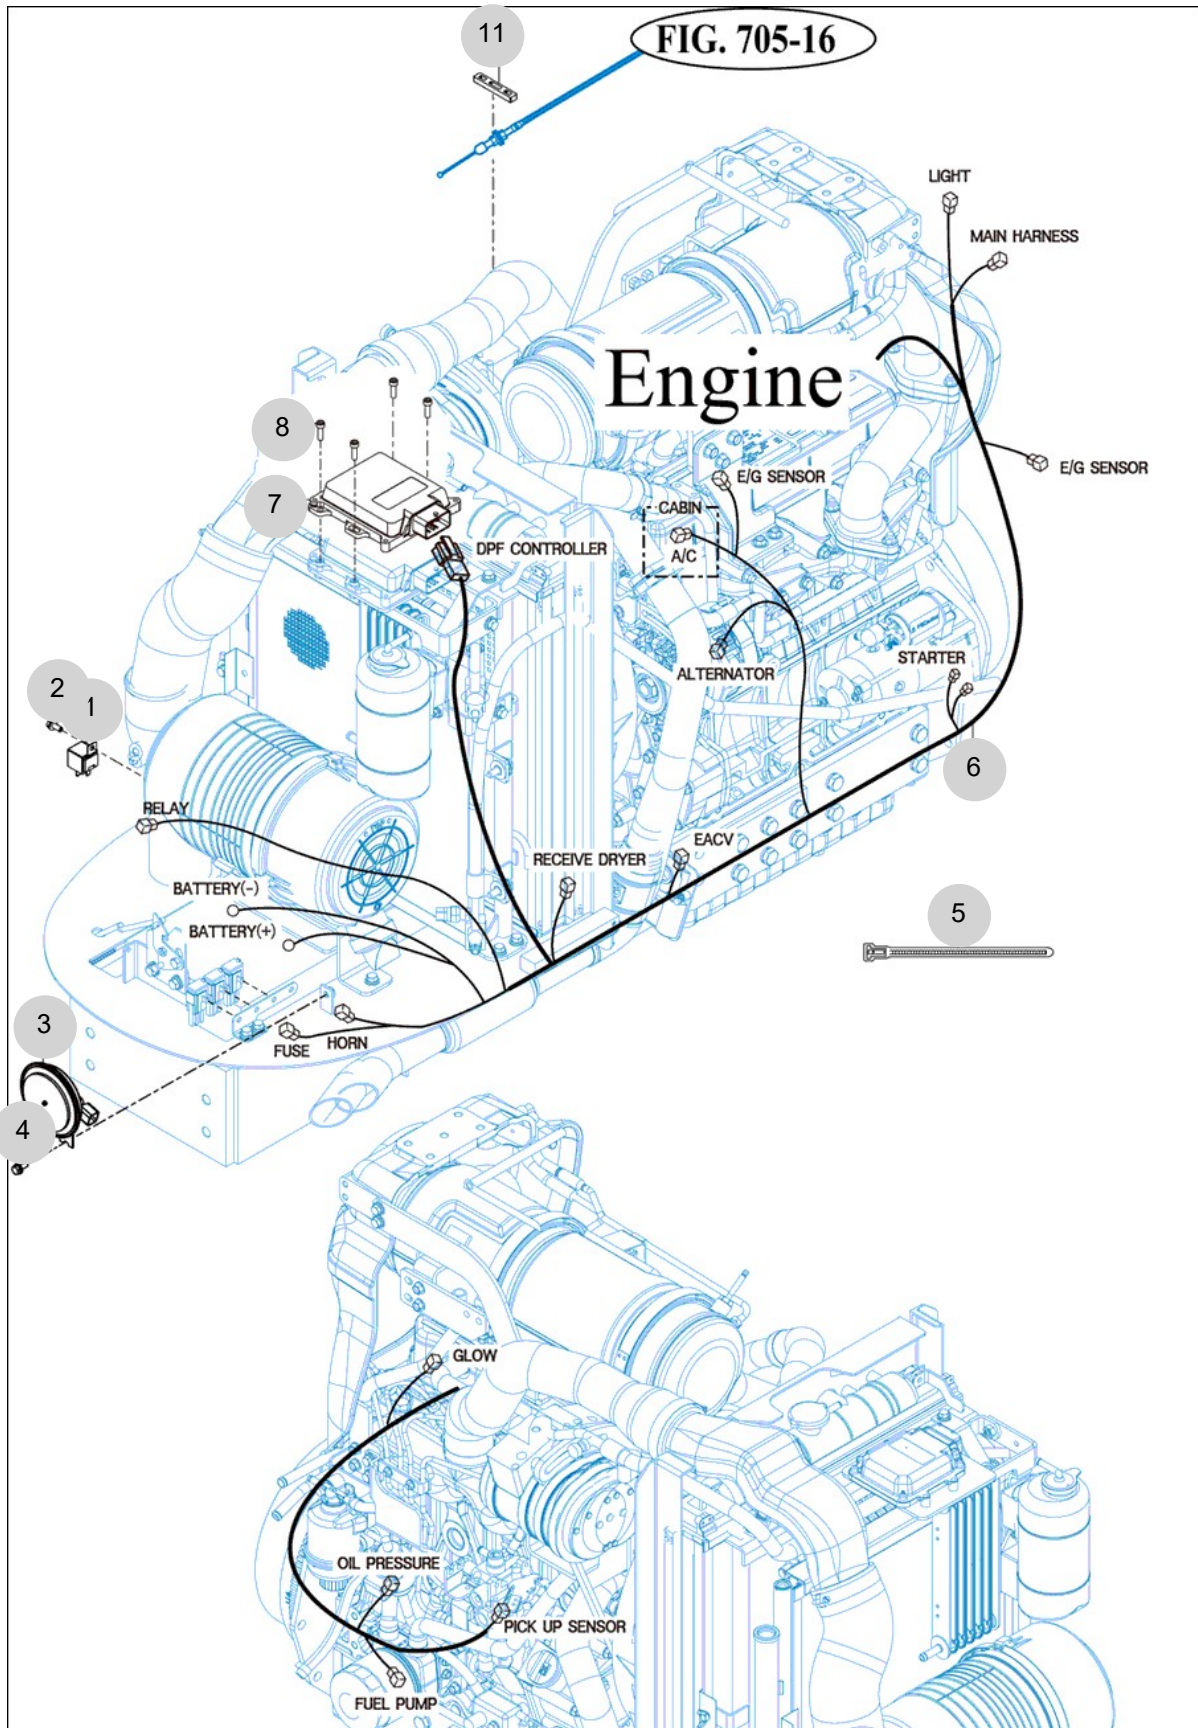 11
FIG. 705-16
LIGHT
MAIN HARNESS
Engine
8
E/G SENSOR
E/G SENSOR
7
CABIN
A/C
DPF CONTROLLER
STARTER
ALTERNATOR
2
1
6
RELAY
EACV
RECEIVE DRYER
BATTERY(-)
5
BATTERY(+)
3
HORN
FUSE
4
GLOW
OIL PRESSURE
PICK UP SENSOR
FUEL PUMP